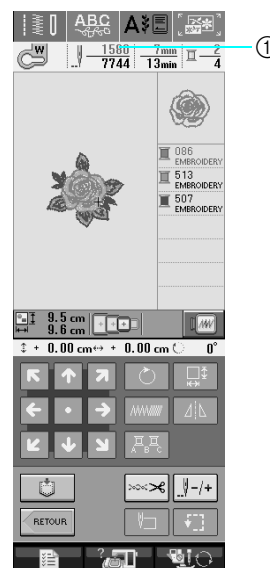 ABC A
①
W 1586 7min 2
7744 13min 4
086
EMBROIDERY
513
EMBROIDERY
507
EMBROIDERY
9.5 cm
9.6 cm
+ 0.00 cm + 0.00 cm 0°
A B C
-/+
RETOUR
?